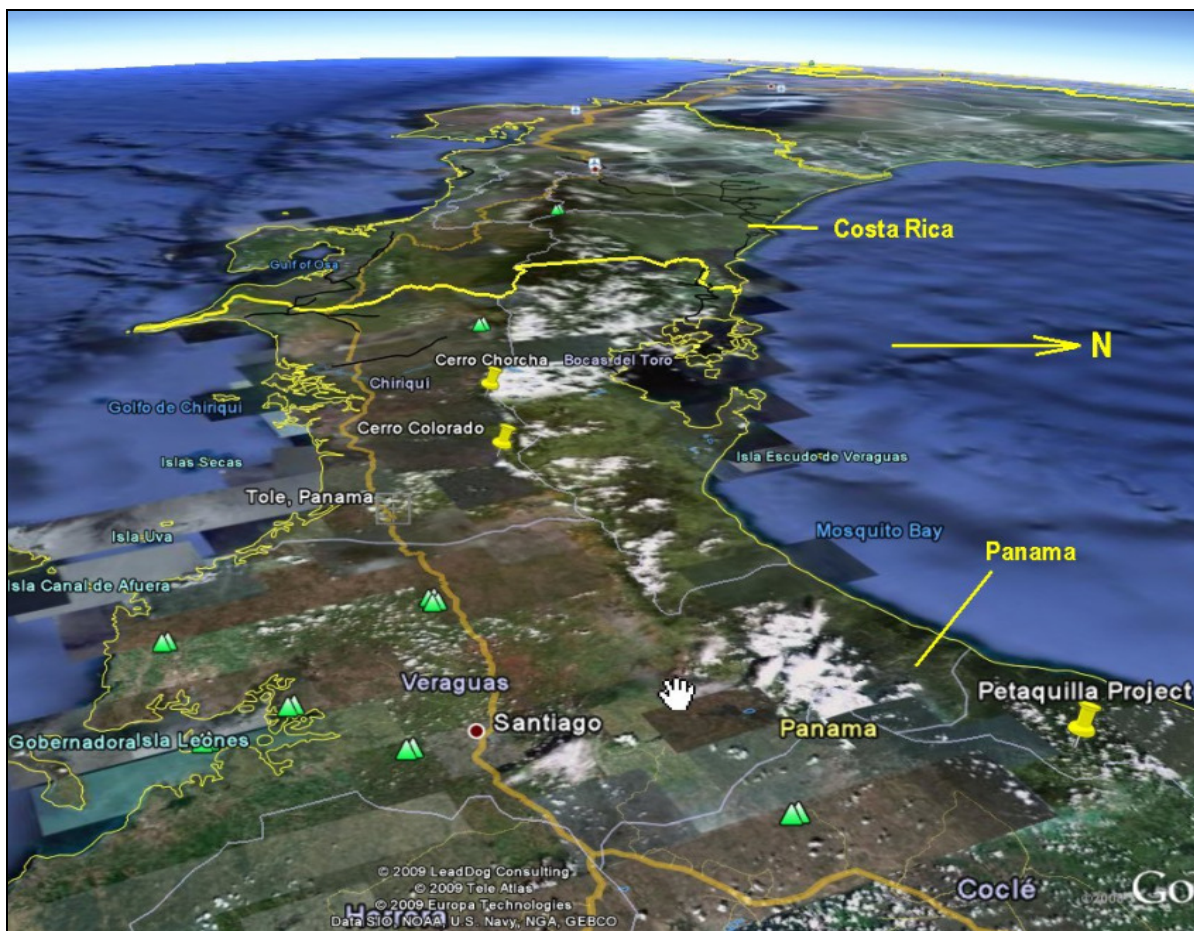 Costa Rica
Gulf of Osa
N
Cerro Chorcha
Bocas del Toro
Chiriqui
Golfo de Chiriqui
Cerro Colorado
Islas Secas
Isla Escudo de Veraguas
Tole, Panama
Isla Uva
Mosquito Bay
Panama
Isla Canal de Afuera
Veraguas
Petaquilla Project
Santiago
Panama
Gobernadora
Isla Leones
© 2009 LeadDog Consulting
© 2009 Tele Atlas
© 2009 Europa Technologies
Data SIO, NOAA, U.S. Navy, NGA, GEBCO
Herrera
Coclé
Go